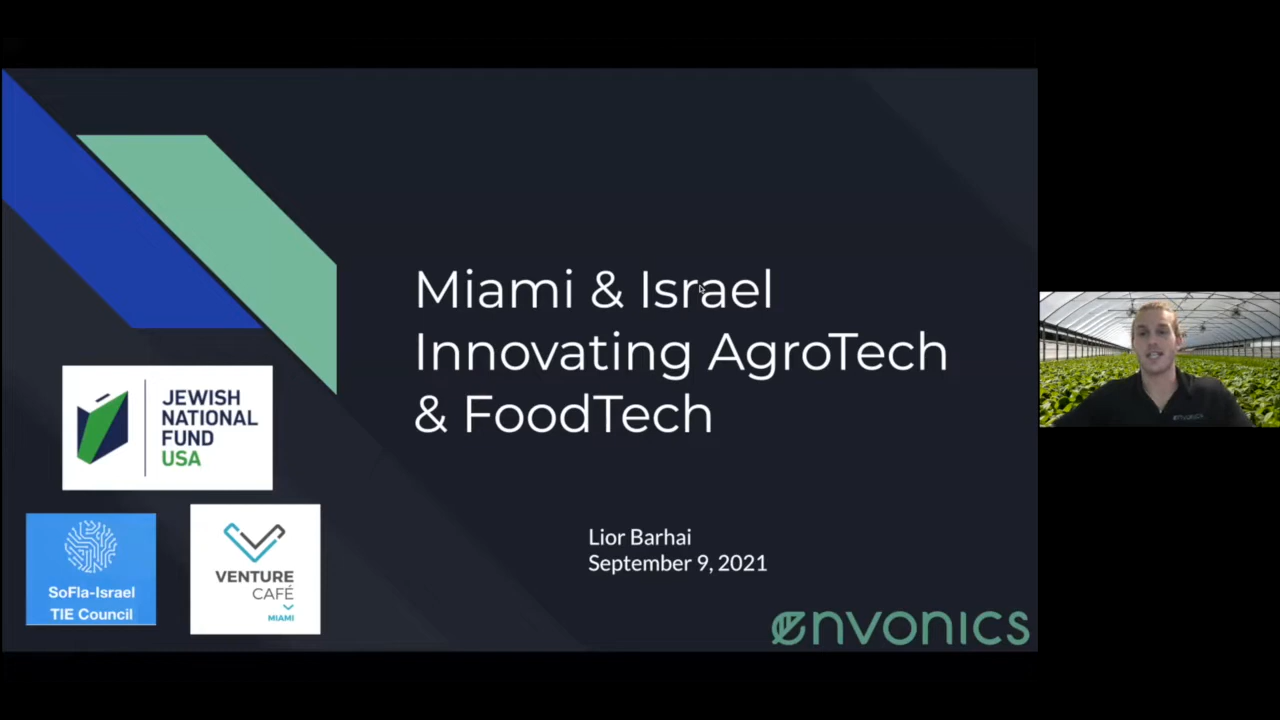 Miami & Israel
Innovating AgroTech
& FoodTech
JEWISH
NATIONAL
FUND
USA
SoFla-Israel
TIE Council
VENTURE
CAFÉ
MIAMI
Lior Barhai
September 9, 2021
envonics
envonics